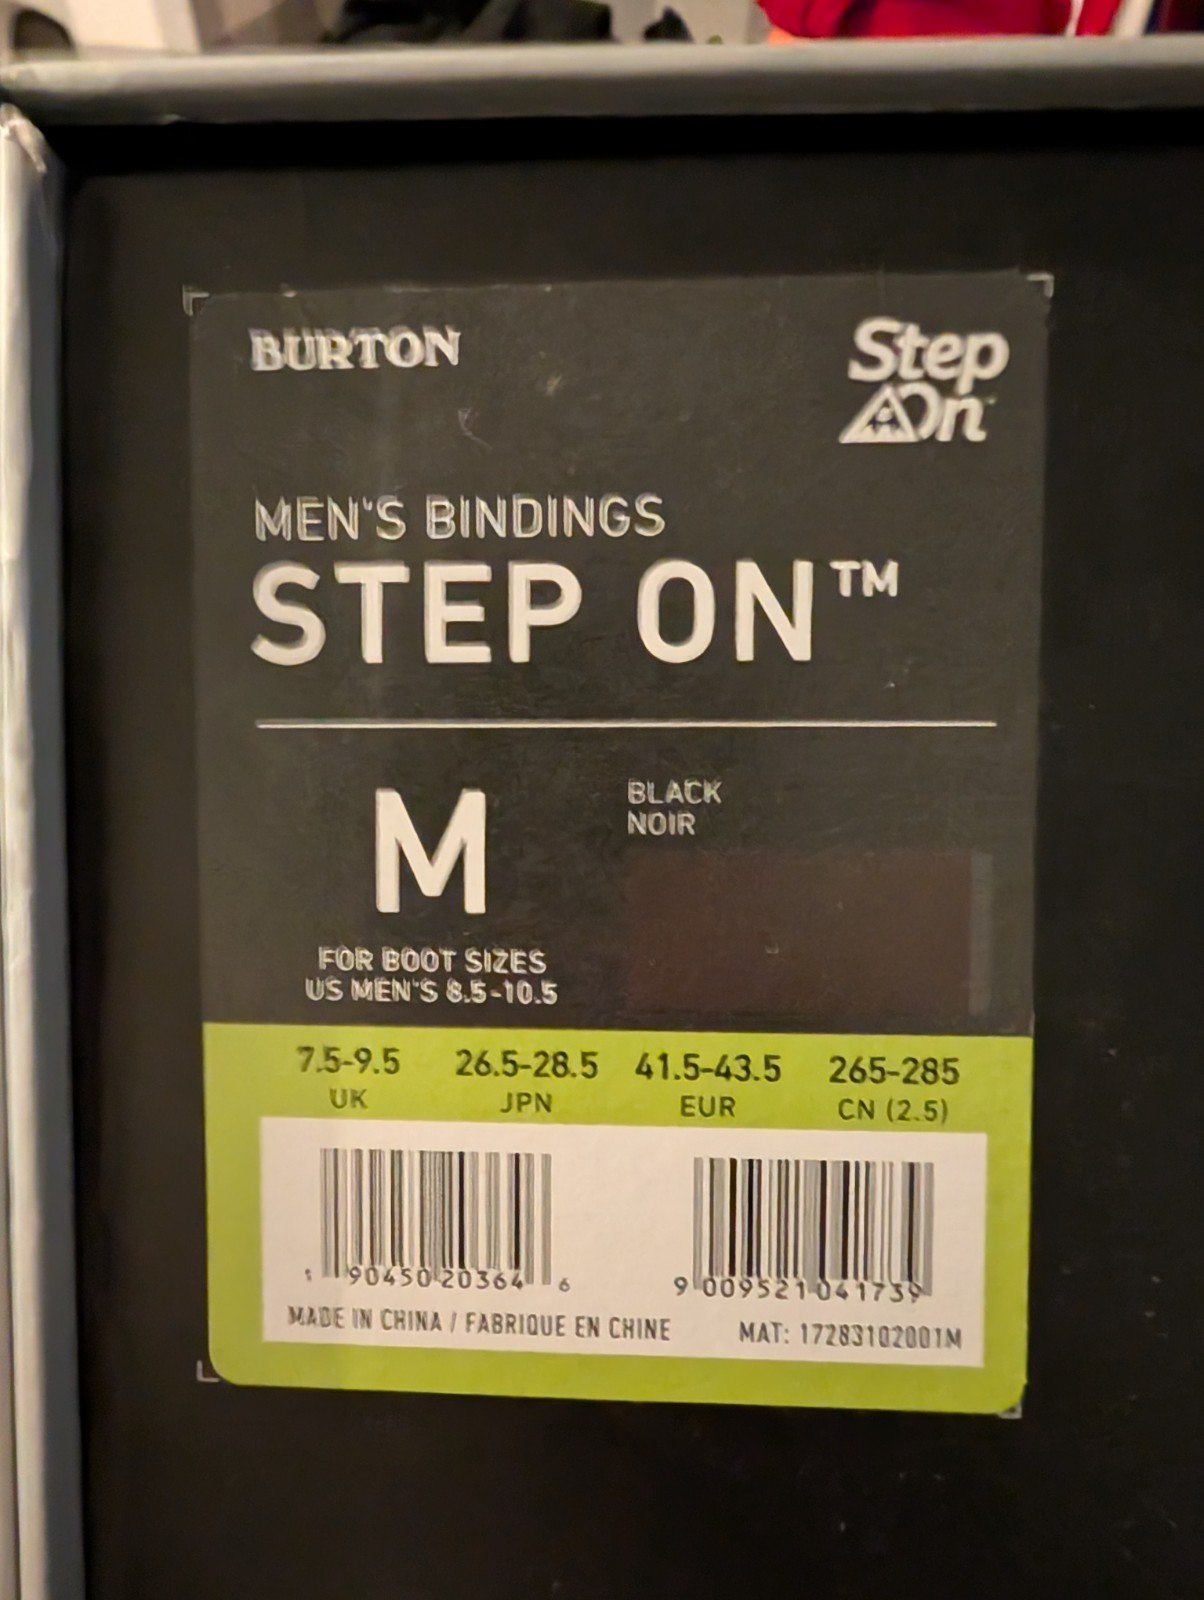 BURTON
Step
On
MEN'S BINDINGS
STEP ON™
M
BLACK
NOIR
FOR BOOT SIZES
US MEN'S 8.5-10.5
7.5-9.5 26.5-28.5 41.5-43.5 265-285
UK JPN EUR CN (2.5)
1 90450 20364 6
9 009521 041739
MADE IN CHINA / FABRIQUE EN CHINE
MAT: 17283102001M